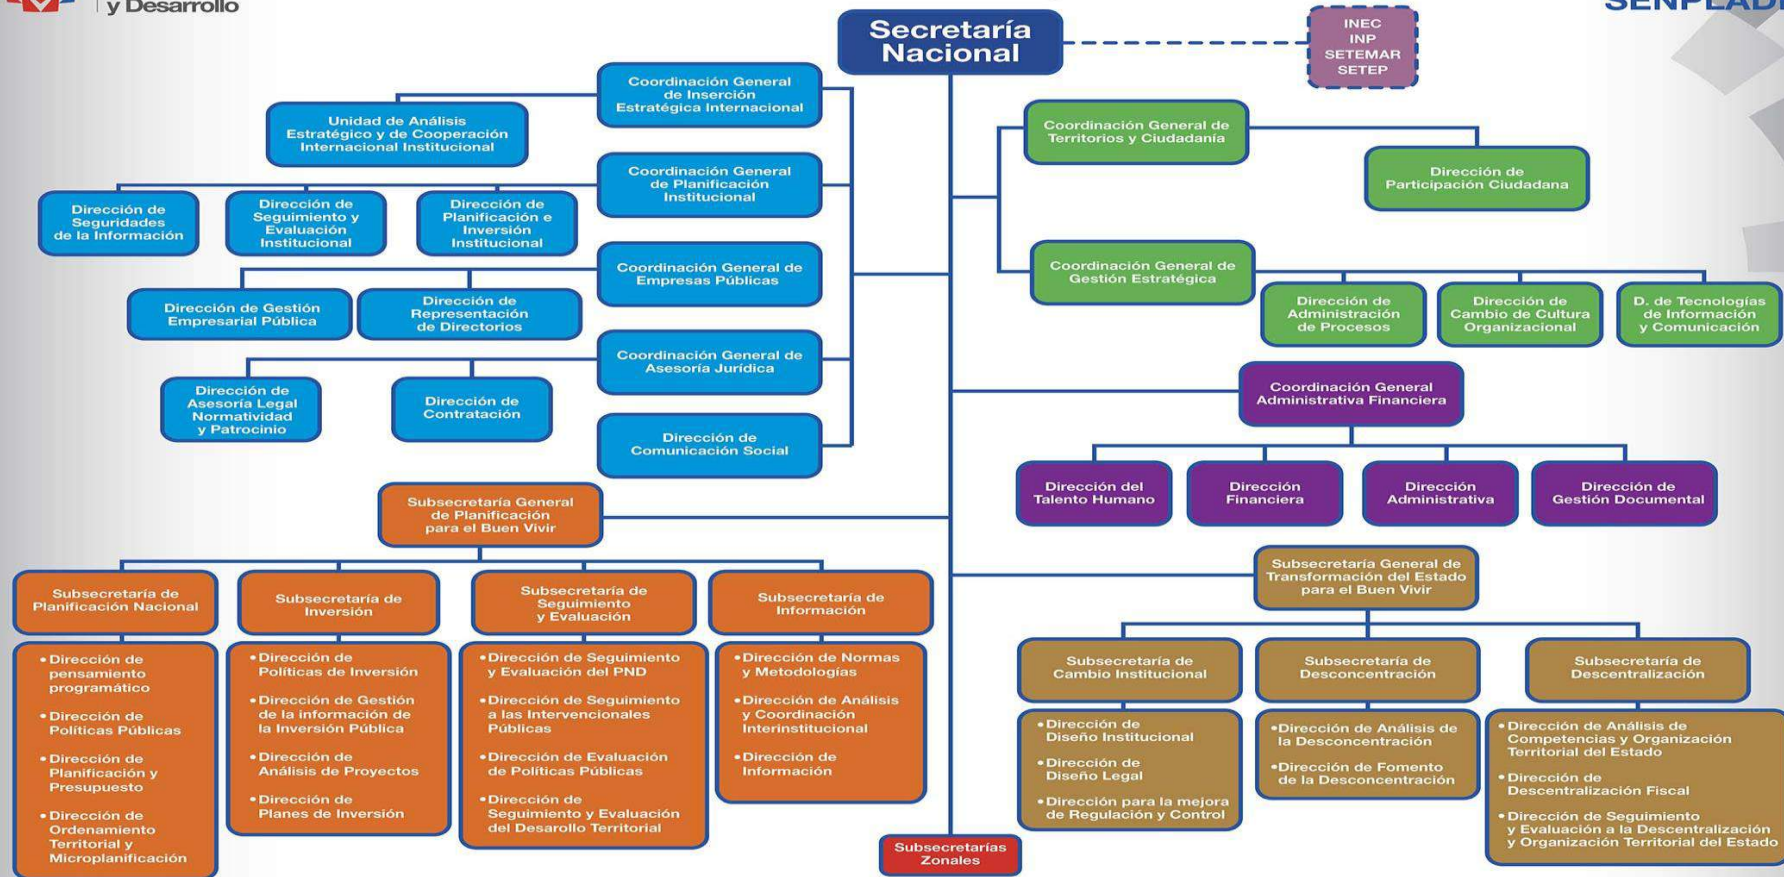 y Desarrollo
SENPLADE
Secretaría
Nacional
INEC
INP
SETEMAR
SETEP
Coordinación General
de Inserción
Estratégica Internacional
Unidad de Análisis
Estratégico y de Cooperación
Internacional Institucional
Coordinación General
de Planificación
Institucional
Dirección de
Seguridades
de la Información
Dirección de
Seguimiento y
Evaluación
Institucional
Dirección de
Planificación e
Inversión
Institucional
Coordinación General de
Empresas Públicas
Dirección de Gestión
Empresarial Pública
Dirección de
Representación
de Directorios
Coordinación General de
Asesoría Jurídica
Dirección de
Asesoría Legal
Normatividad
y Patrocinio
Dirección de
Contratación
Dirección de
Comunicación Social
Coordinación General de
Territorios y Ciudadanía
Dirección de
Participación Ciudadana
Coordinación General de
Gestión Estratégica
Dirección de
Administración
de Procesos
Dirección de
Cambio de Cultura
Organizacional
D. de Tecnologías
de Información
y Comunicación
Coordinación General
Administrativa Financiera
Dirección del
Talento Humano
Dirección
Financiera
Dirección
Administrativa
Dirección de
Gestión Documental
Subsecretaría General
de Planificación
para el Buen Vivir
Subsecretaría de
Planificación Nacional
• Dirección de
pensamiento
programático
• Dirección de
Políticas Públicas
• Dirección de
Planificación y
Presupuesto
• Dirección de
Ordenamiento
Territorial y
Microplanificación
Subsecretaría de
Inversión
• Dirección de
Políticas de Inversión
• Dirección de Gestión
de la información de
la Inversión Pública
• Dirección de
Análisis de Proyectos
• Dirección de
Planes de Inversión
Subsecretaría de
Seguimiento
y Evaluación
• Dirección de Seguimiento
y Evaluación del PND
• Dirección de Seguimiento
a las Intervencionales
Públicas
• Dirección de Evaluación
de Políticas Públicas
• Dirección de
Seguimiento y Evaluación
del Desarollo Territorial
Subsecretaría de
Información
• Dirección de Normas
y Metodologías
• Dirección de Análisis
y Coordinación
Interinstitucional
• Dirección de
Información
Subsecretaría General de
Transformación del Estado
para el Buen Vivir
Subsecretaría de
Cambio Institucional
• Dirección de
Diseño Institucional
• Dirección de
Diseño Legal
• Dirección para la mejora
de Regulación y Control
Subsecretaría de
Desconcentración
• Dirección de Análisis de
la Desconcentración
• Dirección de Fomento
de la Desconcentración
Subsecretaría de
Descentralización
• Dirección de Análisis de
Competencias y Organización
Territorial del Estado
• Dirección de
Descentralización Fiscal
• Dirección de Seguimiento
y Evaluación a la Descentralización
y Organización Territorial del Estado
Subsecretarías
Zonales